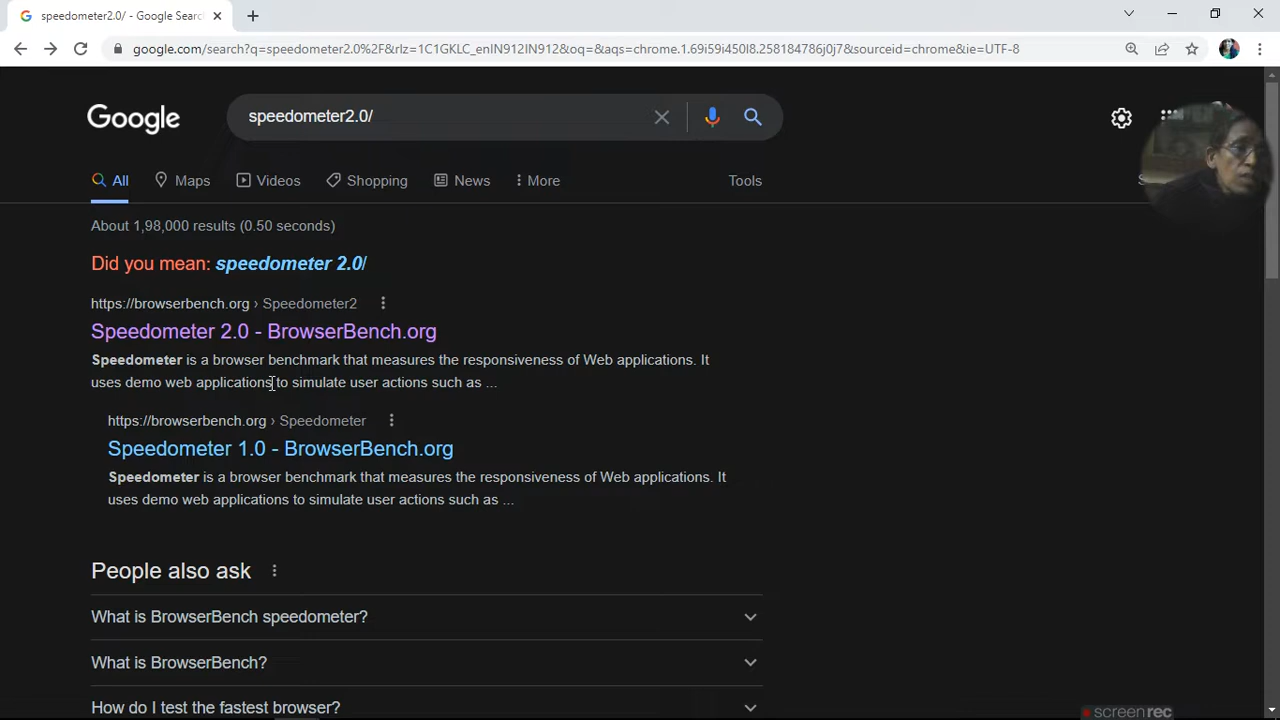 speedometer2.0/ - Google Searc
google.com/search?q=speedometer2.0%2F&rlz=1C1GKLC_enIN912IN912&oq=&aqs=chrome.1.69i59i450l8.258184786j0j7&sourceid=chrome&ie=UTF-8
Google
speedometer2.0/
All Maps Videos Shopping News More Tools
About 1,98,000 results (0.50 seconds)
Did you mean: speedometer 2.0/
https://browserbench.org › Speedometer2
Speedometer 2.0 - BrowserBench.org
Speedometer is a browser benchmark that measures the responsiveness of Web applications. It
uses demo web applications to simulate user actions such as ...
https://browserbench.org › Speedometer
Speedometer 1.0 - BrowserBench.org
Speedometer is a browser benchmark that measures the responsiveness of Web applications. It
uses demo web applications to simulate user actions such as ...
People also ask
What is BrowserBench speedometer?
What is BrowserBench?
How do I test the fastest browser?
screenrec